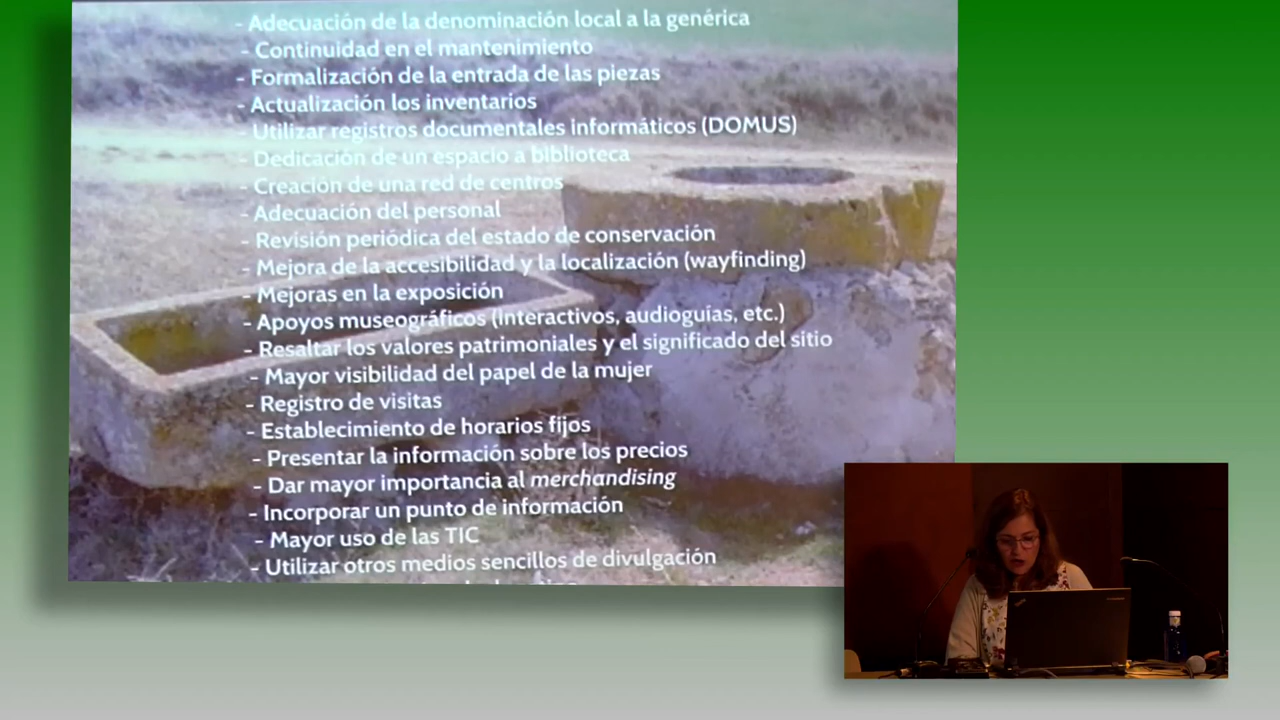 - Adecuación de la denominación local a la genérica
- Continuidad en el mantenimiento
- Formalización de la entrada de las piezas
- Actualización los inventarios
- Utilizar registros documentales informáticos (DOMUS)
- Dedicación de un espacio a biblioteca
- Creación de una red de centros
- Adecuación del personal
- Revisión periódica del estado de conservación
- Mejora de la accesibilidad y la localización (wayfinding)
- Mejoras en la exposición
- Apoyos museográficos (interactivos, audioguías, etc.)
- Resaltar los valores patrimoniales y el significado del sitio
- Mayor visibilidad del papel de la mujer
- Registro de visitas
- Establecimiento de horarios fijos
- Presentar la información sobre los precios
- Dar mayor importancia al merchandising
- Incorporar un punto de información
- Mayor uso de las TIC
- Utilizar otros medios sencillos de divulgación